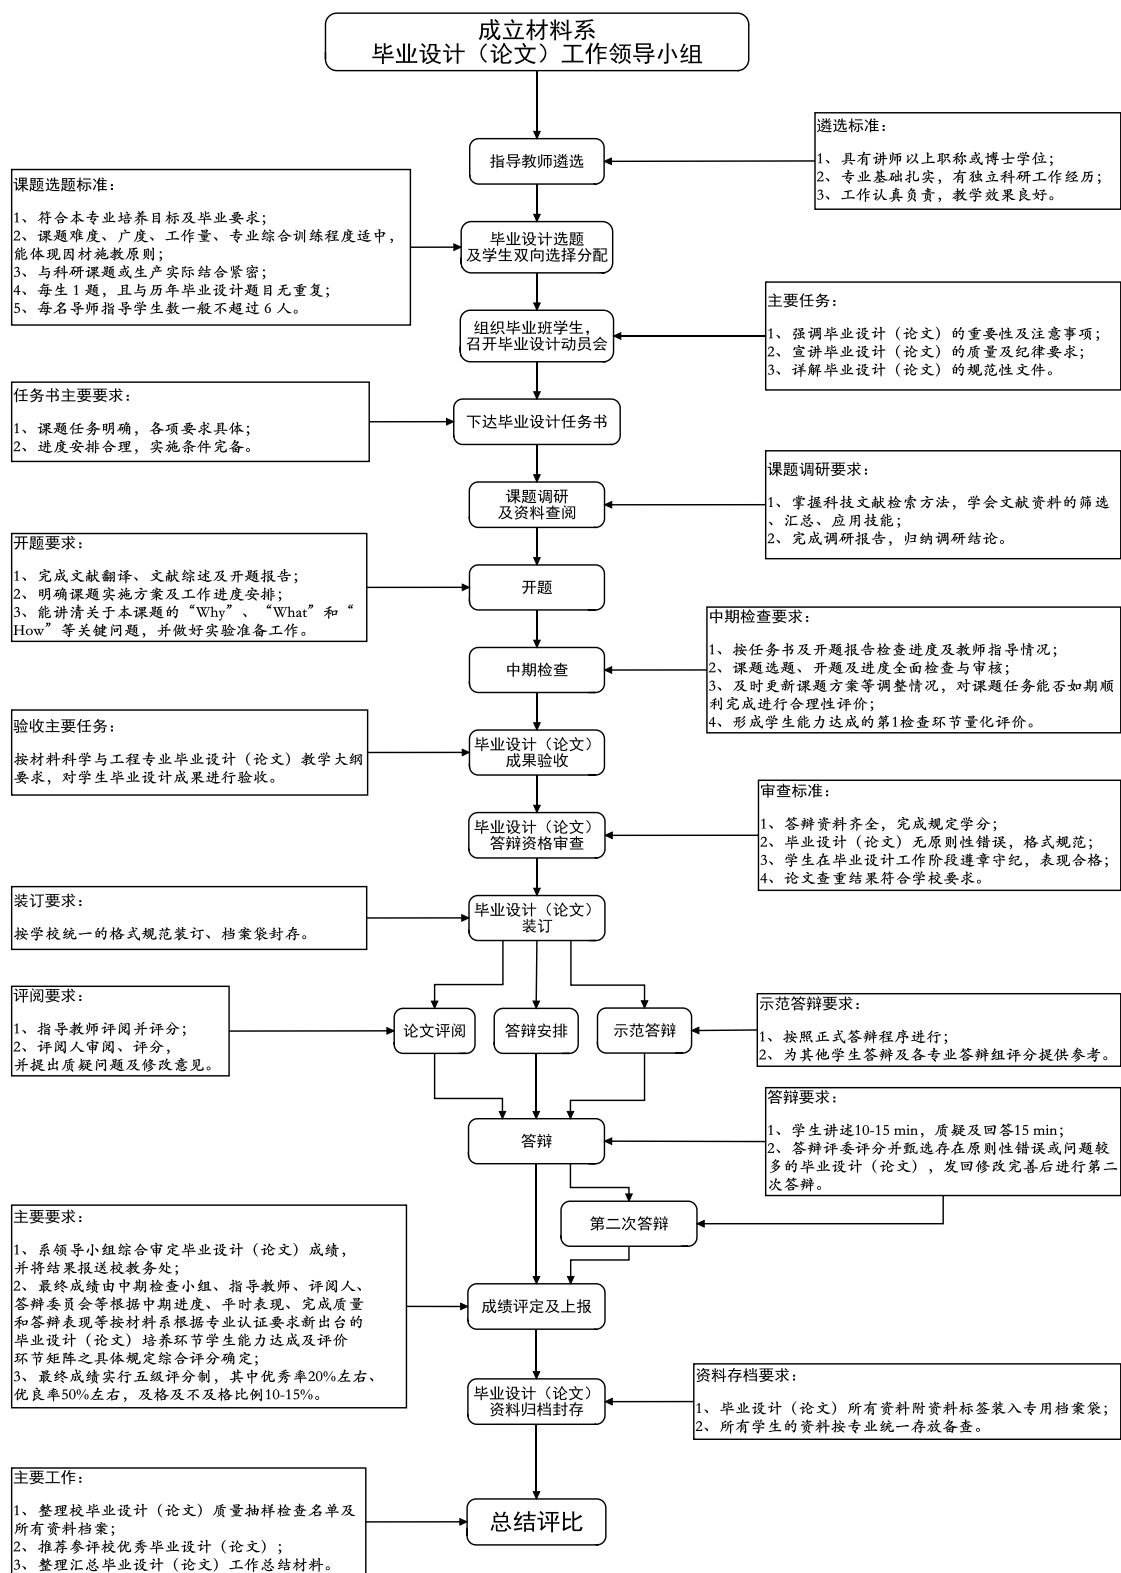 成立材料系
毕业设计（论文）工作领导小组
遴选标准：
1、具有讲师以上职称或博士学位；
2、专业基础扎实，有独立科研工作经历；
3、工作认真负责，教学效果良好。
指导教师遴选
课题选题标准：
1、符合本专业培养目标及毕业要求；
2、课题难度、广度、工作量、专业综合训练程度适中，
能体现因材施教原则；
3、与科研课题或生产实际结合紧密；
4、每生 1 题，且与历年毕业设计题目无重复；
5、每名导师指导学生数一般不超过 6 人。
毕业设计选题
及学生双向选择分配
主要任务：
1、强调毕业设计（论文）的重要性及注意事项；
2、宣讲毕业设计（论文）的质量及纪律要求；
3、详解毕业设计（论文）的规范性文件。
组织毕业班学生，
召开毕业设计动员会
任务书主要要求：
1、课题任务明确，各项要求具体；
2、进度安排合理，实施条件完备。
下达毕业设计任务书
课题调研要求：
1、掌握科技文献检索方法，学会文献资料的筛选
、汇总、应用技能；
2、完成调研报告，归纳调研结论。
课题调研
及资料查阅
开题要求：
1、完成文献翻译、文献综述及开题报告；
2、明确课题实施方案及工作进度安排；
3、能讲清关于本课题的“Why”、“What”和“
How”等关键问题，并做好实验准备工作。
开题
中期检查要求：
1、按任务书及开题报告检查进度及教师指导情况；
2、课题选题、开题及进度全面检查与审核；
3、及时更新课题方案等调整情况，对课题任务能否如期顺
利完成进行合理性评价；
4、形成学生能力达成的第1检查环节量化评价。
中期检查
验收主要任务：
按材料科学与工程专业毕业设计（论文）教学大纲
要求，对学生毕业设计成果进行验收。
毕业设计（论文）
成果验收
审查标准：
1、答辩资料齐全，完成规定学分；
2、毕业设计（论文）无原则性错误，格式规范；
3、学生在毕业设计工作阶段遵章守纪，表现合格；
4、论文查重结果符合学校要求。
毕业设计（论文）
答辩资格审查
装订要求：
按学校统一的格式规范装订、档案袋封存。
毕业设计（论文）
装订
评阅要求：
1、指导教师评阅并评分；
2、评阅人审阅、评分，
并提出质疑问题及修改意见。
论文评阅
答辩安排
示范答辩
示范答辩要求：
1、按照正式答辩程序进行；
2、为其他学生答辩及各专业答辩组评分提供参考。
答辩要求：
1、学生讲述10-15 min，质疑及回答15 min；
2、答辩评委评分并甄选存在原则性错误或问题较
多的毕业设计（论文），发回修改完善后进行第二
次答辩。
答辩
第二次答辩
主要要求：
1、系领导小组综合审定毕业设计（论文）成绩，
并将结果报送校教务处；
2、最终成绩由中期检查小组、指导教师、评阅人、
答辩委员会等根据中期进度、平时表现、完成质量
和答辩表现等按材料系根据专业认证要求新出台的
毕业设计（论文）培养环节学生能力达成及评价
环节矩阵之具体规定综合评分确定；
3、最终成绩实行五级评分制，其中优秀率20%左右、
优良率50%左右，及格及不及格比例10-15%。
成绩评定及上报
资料存档要求：
1、毕业设计（论文）所有资料附资料标签装入专用档案袋；
2、所有学生的资料按专业统一存放备查。
毕业设计（论文）
资料归档封存
主要工作：
1、整理校毕业设计（论文）质量抽样检查名单及
所有资料档案；
2、推荐参评校优秀毕业设计（论文）；
3、整理汇总毕业设计（论文）工作总结材料。
总结评比